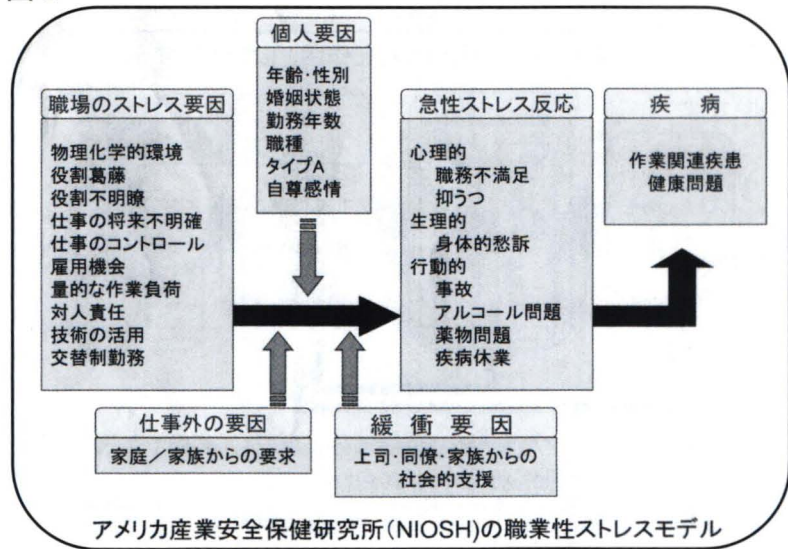 個人要因
年齢・性別
婚姻状態
勤務年数
職種
タイプA
自尊感情
職場のストレス要因
物理化学的環境
役割葛藤
役割不明瞭
仕事の将来不明確
仕事のコントロール
雇用機会
量的な作業負荷
対人責任
技術の活用
交替制勤務
急性ストレス反応
心理的
職務不満足
抑うつ
生理的
身体的愁訴
行動的
事故
アルコール問題
薬物問題
疾病休業
疾 病
作業関連疾患
健康問題
仕事外の要因
家庭／家族からの要求
緩 衝 要 因
上司・同僚・家族からの
社会的支援
アメリカ産業安全保健研究所(NIOSH)の職業性ストレスモデル